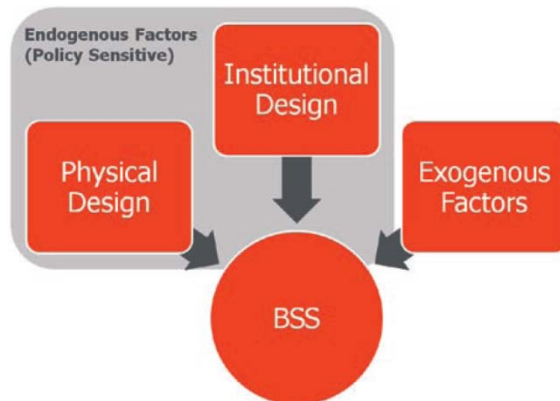 Endogenous Factors
(Policy Sensitive)
Institutional
Design
Physical
Design
Exogenous
Factors
BSS